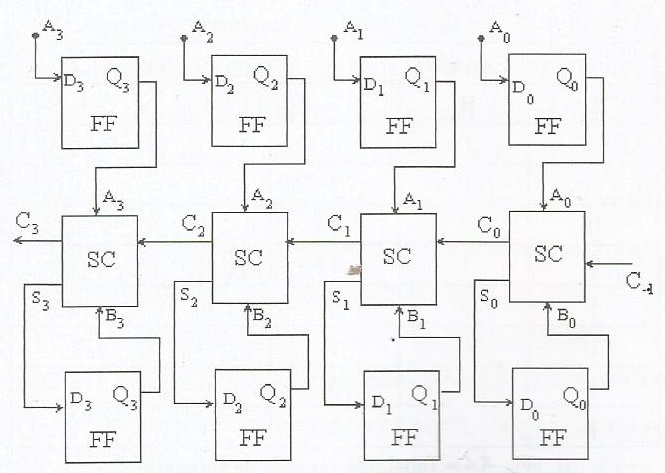 A3 A2 A1 A0
D3 Q3 D2 Q2 D1 Q1 D0 Q0
FF FF FF FF
A3 A2 A1 A0
C3 C2 C1 C0
SC SC SC SC
C-1
S3 S2 S1 S0
B3 B2 B1 B0
D3 Q3 D2 Q2 D1 Q1 D0 Q0
FF FF FF FF